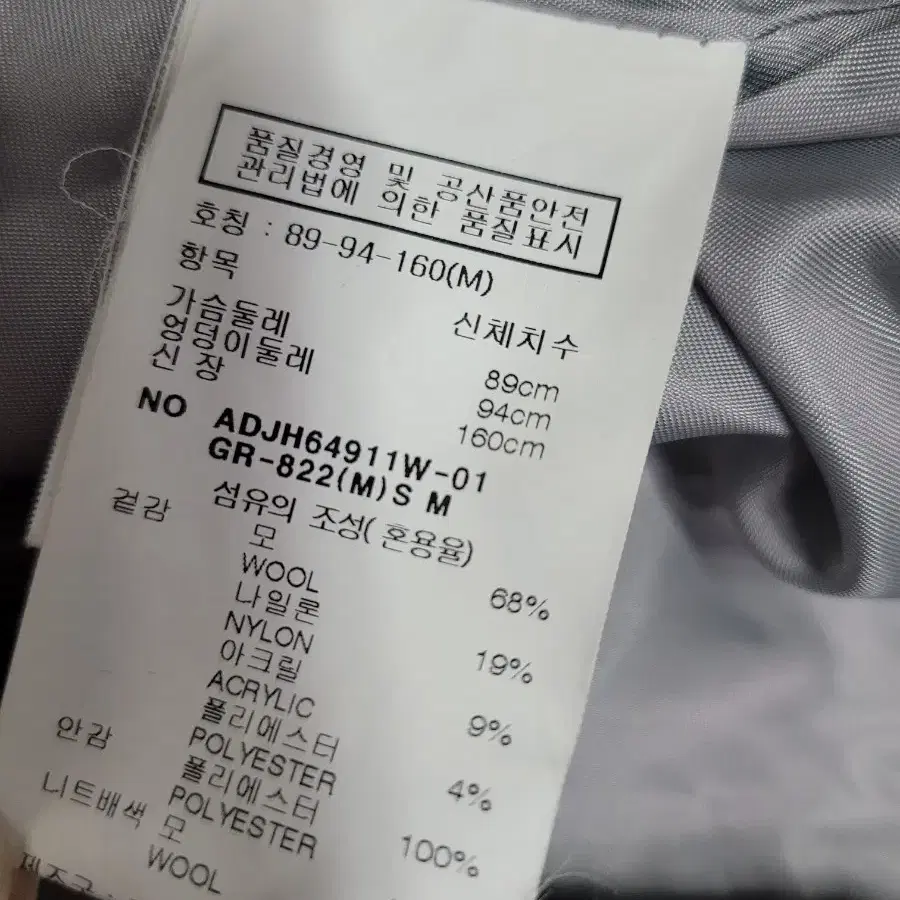 품질경영 및 공산품안전
관리법에 의한 품질표시
호칭 : 89-94-160(M)
항목 신체치수
가슴둘레 89cm
엉덩이둘레 94cm
신 장 160cm
NO ADJH64911W-01
GR-822(M)S M
섬유의 조성( 혼용율)
겉감 모
WOOL 68%
나일론
NYLON 19%
아크릴
ACRYLIC 9%
폴리에스터
POLYESTER 4%
안감 폴리에스터
POLYESTER 100%
니트배색 모
WOOL